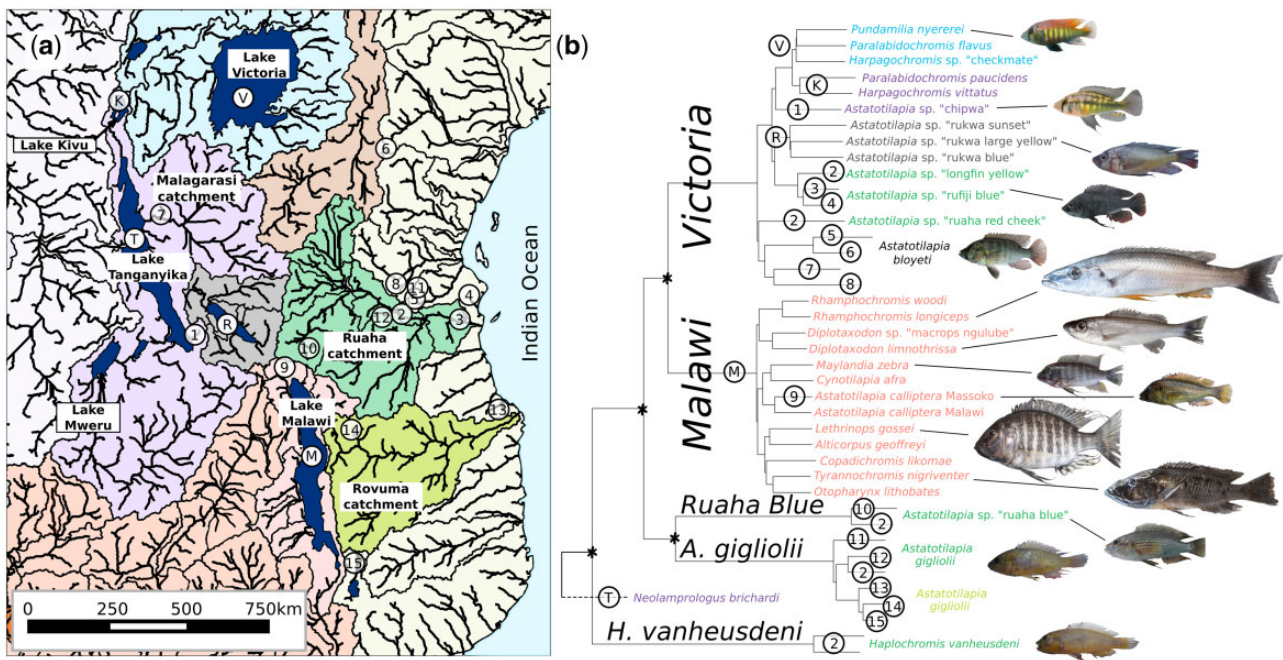 (a)
Lake
Victoria
V
K
Lake Kivu
6
Malagarasi
catchment
7
T
Lake
Tanganyika
R
1
8
11
5
2
12
4
3
Ruaha
catchment
10
9
Lake
Mweru
Lake
Malawi
M
13
14
Rovuma
catchment
15
Indian Ocean
0 250 500 750km
(b)
Victoria
V
Pundamilia nyererei
Paralabidochromis flavus
Harpagochromis sp. "checkmate"
K
Paralabidochromis paucidens
Harpagochromis vittatus
1
Astatotilapia sp. "chipwa"
R
Astatotilapia sp. "rukwa sunset"
Astatotilapia sp. "rukwa large yellow"
Astatotilapia sp. "rukwa blue"
2
Astatotilapia sp. "longfin yellow"
3
Astatotilapia sp. "rufiji blue"
4
2
Astatotilapia sp. "ruaha red cheek"
5
6
Astatotilapia
bloyeti
7
8
Malawi
M
Rhamphochromis woodi
Rhamphochromis longiceps
Diplotaxodon sp. "macrops ngulube"
Diplotaxodon limnothrissa
Maylandia zebra
Cynotilapia afra
9
Astatotilapia calliptera Massoko
Astatotilapia calliptera Malawi
Lethrinops gossei
Alticorpus geoffreyi
Copadichromis likomae
Tyrannochromis nigriventer
Otopharynx lithobates
Ruaha Blue
10
Astatotilapia sp. "ruaha blue"
2
A. gigliolii
11
12
Astatotilapia
gigliolii
2
13
14
Astatotilapia
gigliolii
15
T
Neolamprologus brichardi
H. vanheusdeni
2
Haplochromis vanheusdeni